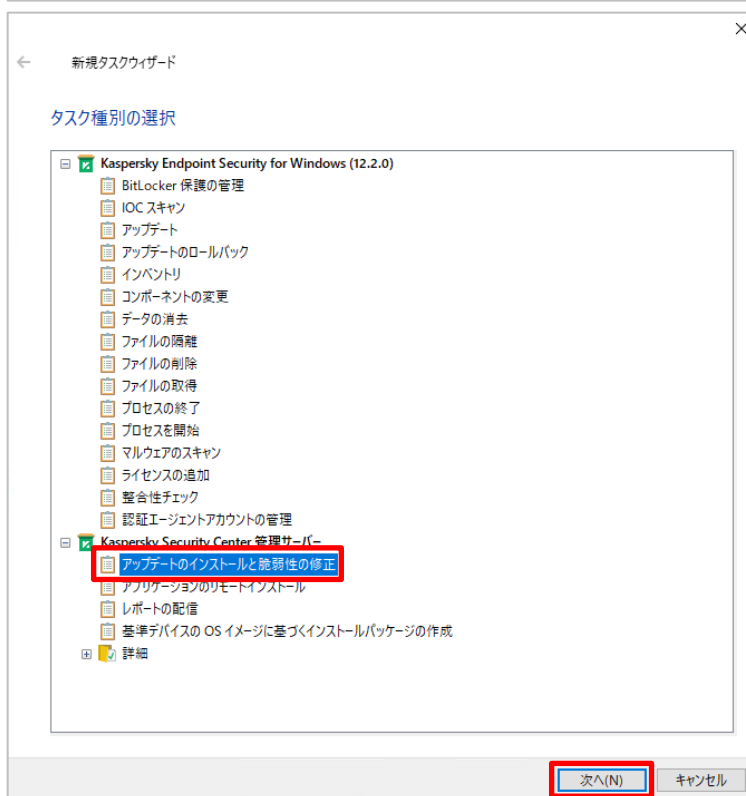 新規タスクウィザード
タスク種別の選択
Kaspersky Endpoint Security for Windows (12.2.0)
BitLocker 保護の管理
IOC スキャン
アップデート
アップデートのロールバック
インベントリ
コンポーネントの変更
データの消去
ファイルの隔離
ファイルの削除
ファイルの取得
プロセスの終了
プロセスを開始
マルウェアのスキャン
ライセンスの追加
整合性チェック
認証エージェントアカウントの管理
Kaspersky Security Center 管理サーバー
アップデートのインストールと脆弱性の修正
アプリケーションのリモートインストール
レポートの配信
基準デバイスの OS イメージに基づくインストールパッケージの作成
詳細
次へ(N) キャンセル